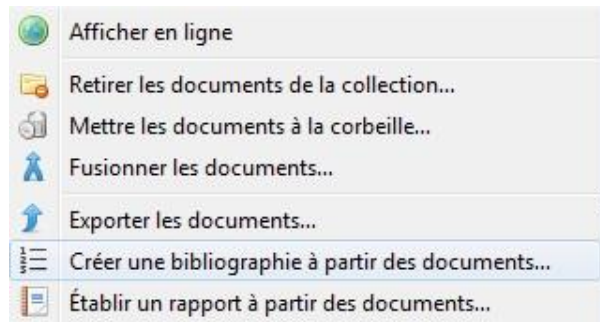 Afficher en ligne
Retirer les documents de la collection...
Mettre les documents à la corbeille...
Fusionner les documents...
Exporter les documents...
Créer une bibliographie à partir des documents...
Établir un rapport à partir des documents...